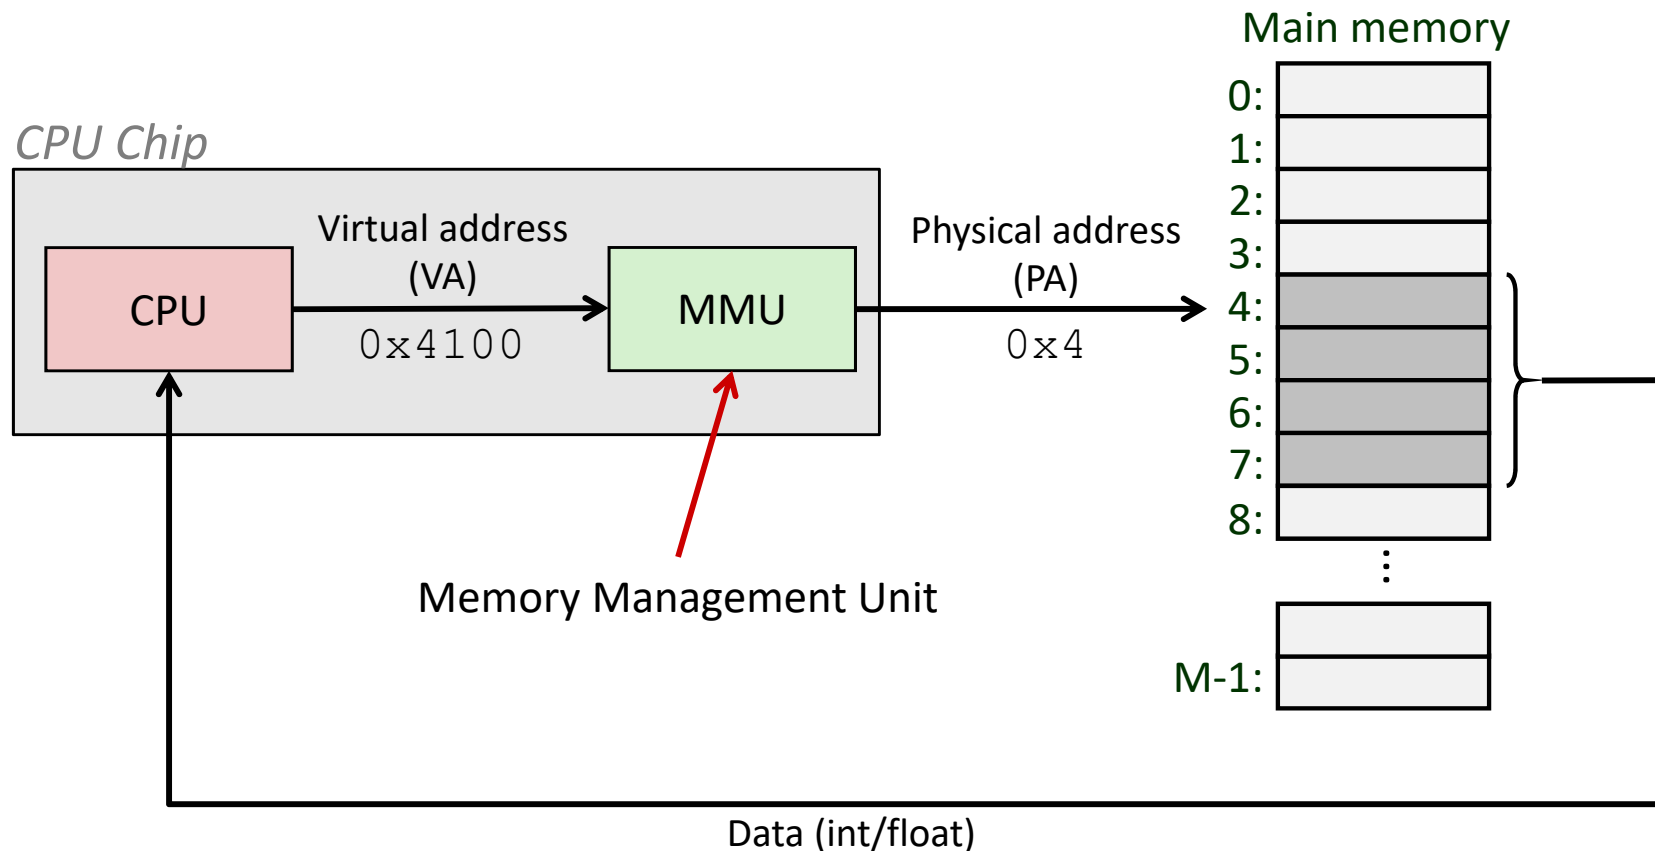 Main memory
CPU Chip
Virtual address
(VA)
CPU
0x4100
MMU
Physical address
(PA)
0x4
0:
1:
2:
3:
4:
5:
6:
7:
8:
⋮
M-1:
Memory Management Unit
Data (int/float)